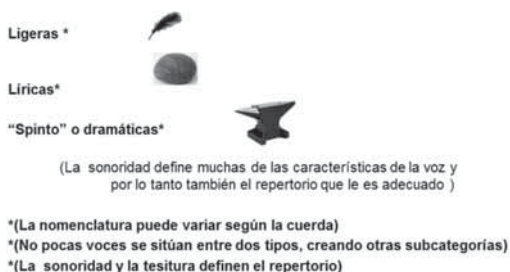 Ligeras *
Líricas*
“Spinto” o dramáticas*
(La sonoridad define muchas de las características de la voz y
por lo tanto también el repertorio que le es adecuado )
*(La nomenclatura puede variar según la cuerda)
*(No pocas voces se sitúan entre dos tipos, creando otras subcategorías)
*(La sonoridad y la tesitura definen el repertorio)